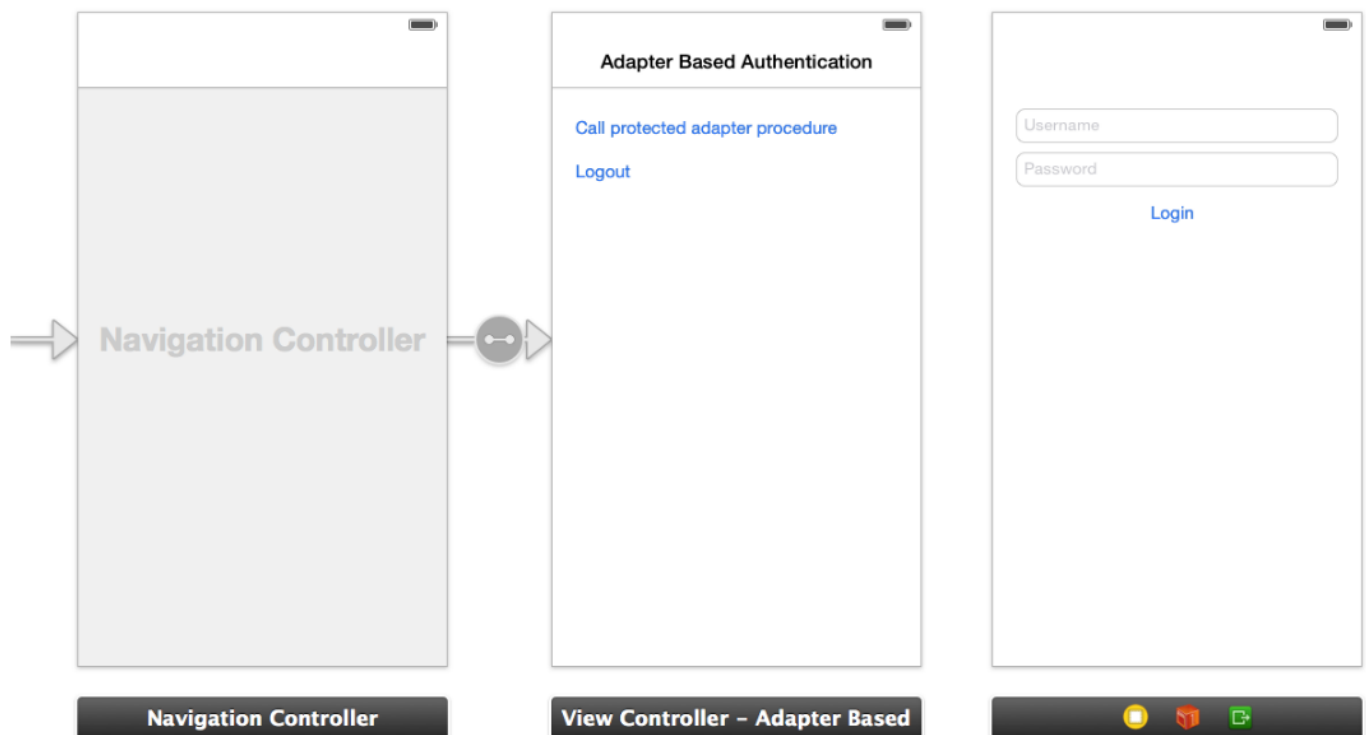 Navigation Controller
Navigation Controller
Adapter Based Authentication
Call protected adapter procedure
Logout
View Controller – Adapter Based
Username
Password
Login